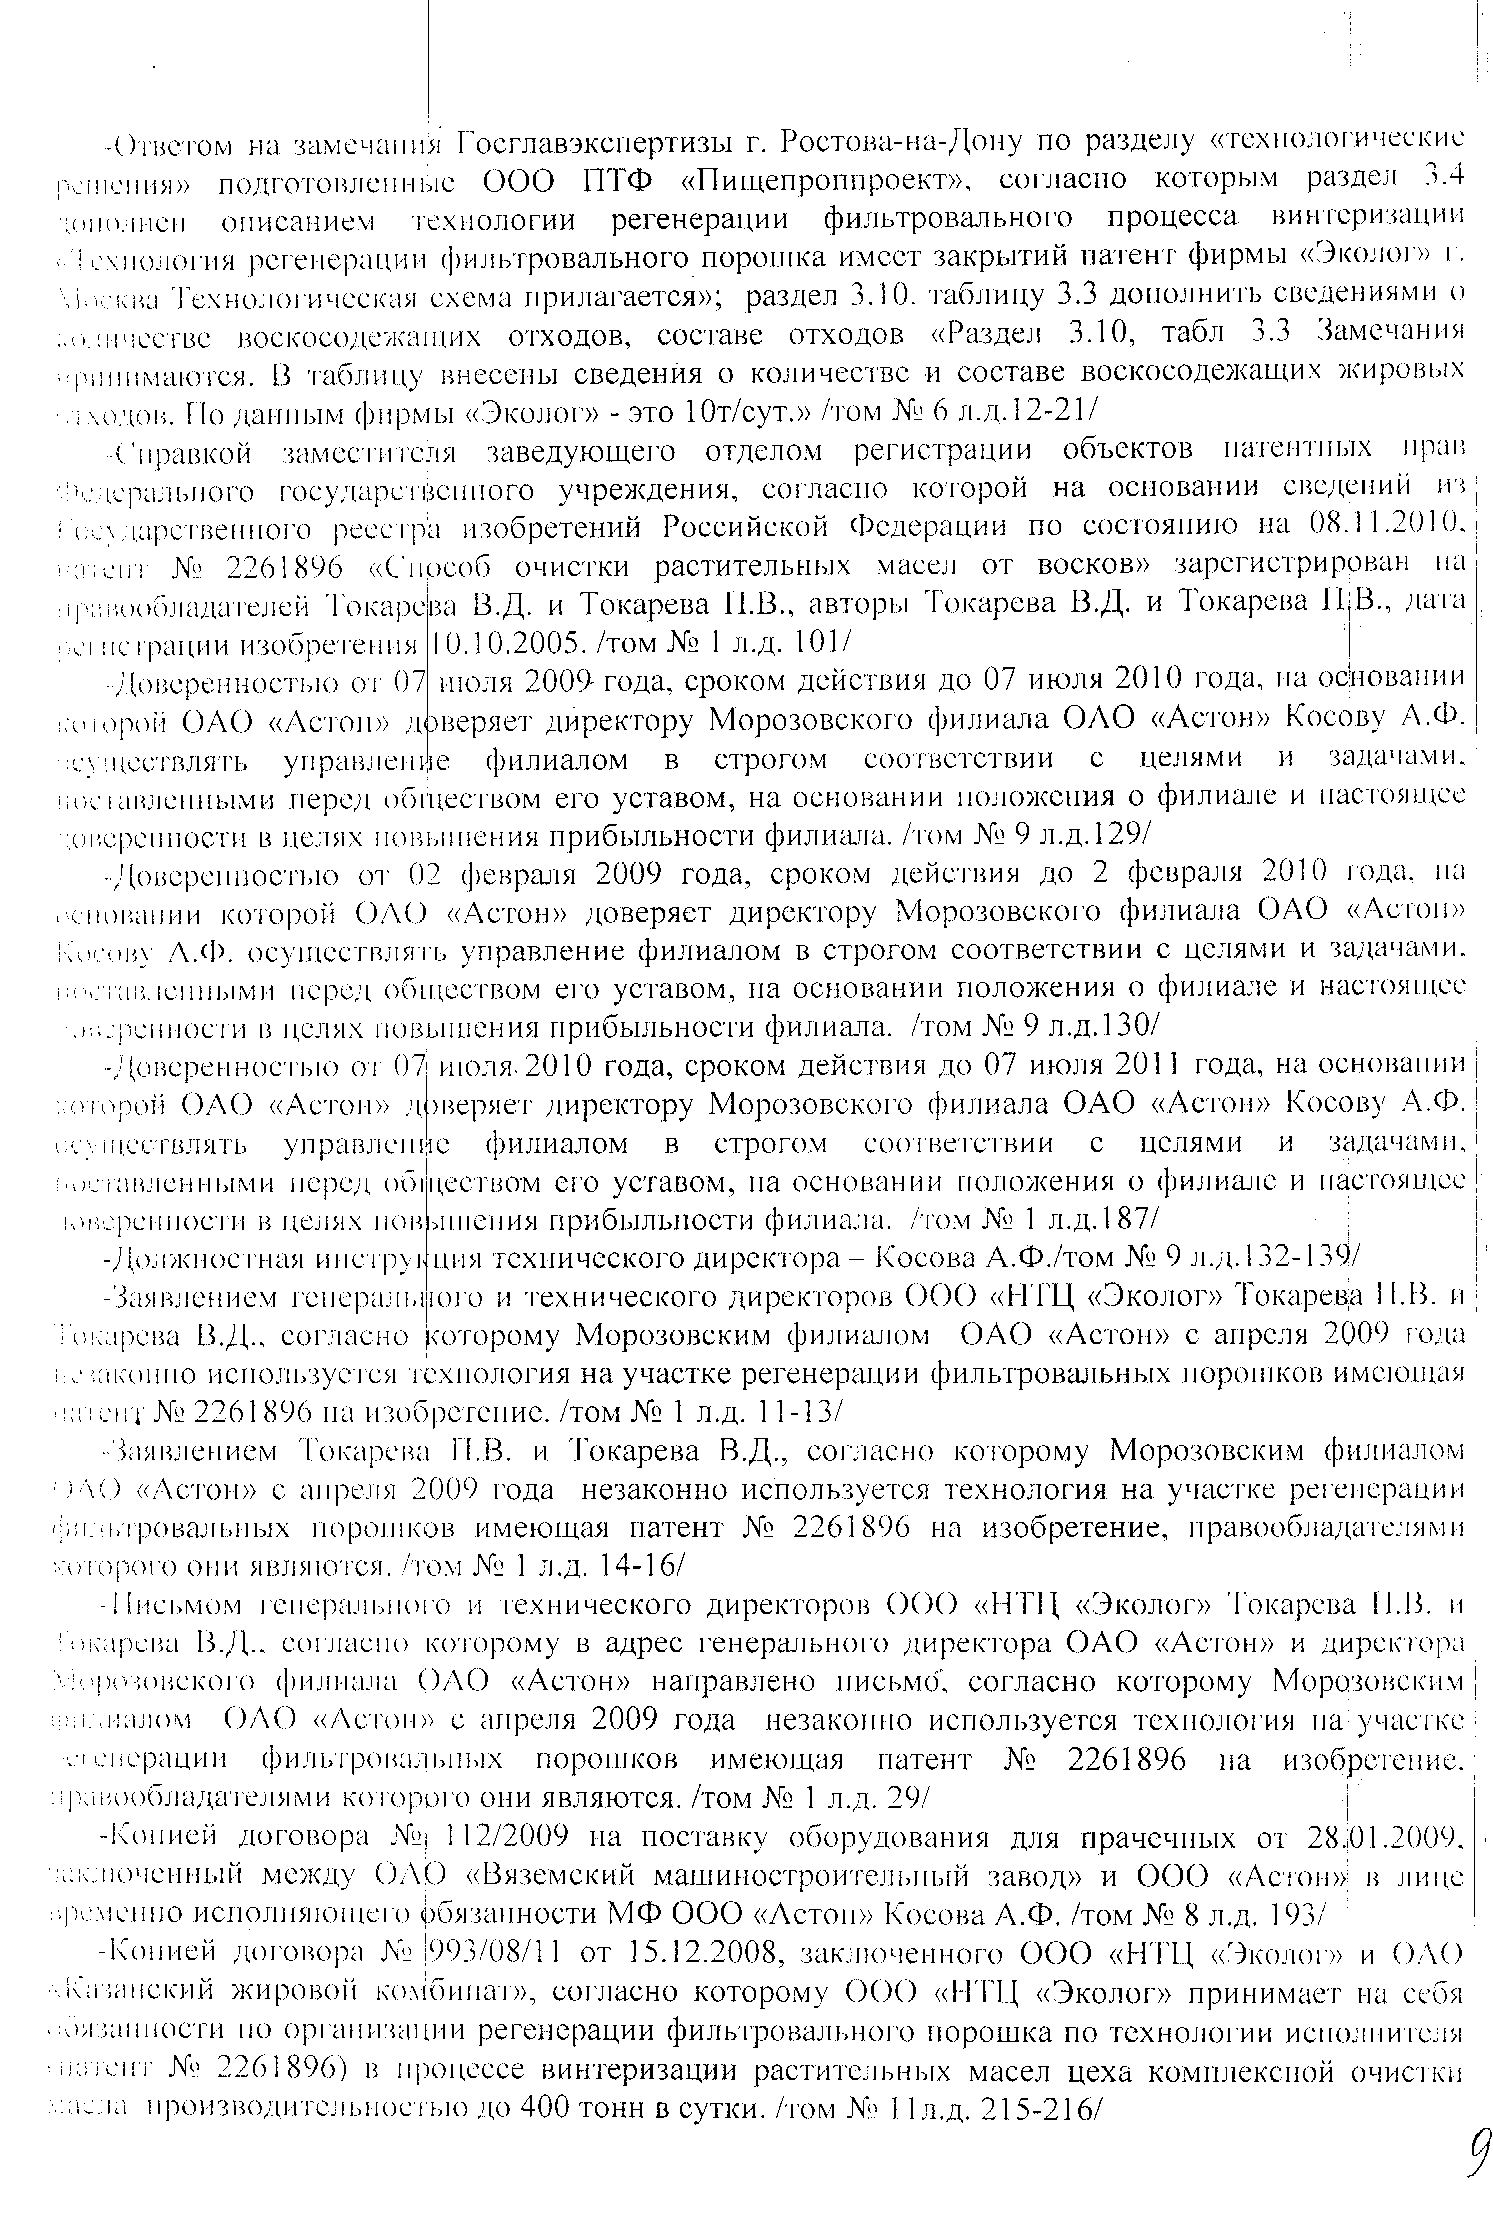 -Ответом на замечания Госглавэкспертизы г. Ростова-на-Дону по разделу «технологические
решения» подготовленные ООО ПТФ «Пищепроппроект», согласно которым раздел 3.4
дополнен описанием технологии регенерации фильтровального процесса винтеризации
«Технология регенерации фильтровального порошка имеет закрытий патент фирмы «Эколог» г.
Москва Технологическая схема прилагается»; раздел 3.10. таблицу 3.3 дополнить сведениями о
количестве воскосодежащих отходов, составе отходов «Раздел 3.10, табл 3.3 Замечания
принимаются. В таблицу внесены сведения о количестве и составе воскосодежащих жировых
отходов. По данным фирмы «Эколог» - это 10т/сут.» /том № 6 л.д.12-21/
-Справкой заместителя заведующего отделом регистрации объектов патентных прав
Федерального государственного учреждения, согласно которой на основании сведений из
Государственного реестра изобретений Российской Федерации по состоянию на 08.11.2010,
патент № 2261896 «Способ очистки растительных масел от восков» зарегистрирован на
правообладателей Токарева В.Д. и Токарева П.В., авторы Токарева В.Д. и Токарева П.В., дата
регистрации изобретения 10.10.2005. /том № 1 л.д. 101/
-Доверенностью от 07 июля 2009 года, сроком действия до 07 июля 2010 года, на основании
которой ОАО «Астон» доверяет директору Морозовского филиала ОАО «Астон» Косову А.Ф.
осуществлять управление филиалом в строгом соответствии с целями и задачами,
поставленными перед обществом его уставом, на основании положения о филиале и настоящее
доверенности в целях повышения прибыльности филиала. /том № 9 л.д.129/
-Доверенностью от 02 февраля 2009 года, сроком действия до 2 февраля 2010 года, на
основании которой ОАО «Астон» доверяет директору Морозовского филиала ОАО «Астон»
Косову А.Ф. осуществлять управление филиалом в строгом соответствии с целями и задачами,
поставленными перед обществом его уставом, на основании положения о филиале и настоящее
доверенности в целях повышения прибыльности филиала. /том № 9 л.д.130/
-Доверенностью от 07 июля 2010 года, сроком действия до 07 июля 2011 года, на основании
которой ОАО «Астон» доверяет директору Морозовского филиала ОАО «Астон» Косову А.Ф.
осуществлять управление филиалом в строгом соответствии с целями и задачами,
поставленными перед обществом его уставом, на основании положения о филиале и настоящее
доверенности в целях повышения прибыльности филиала. /том № 1 л.д.187/
-Должностная инструкция технического директора – Косова А.Ф./том № 9 л.д.132-139/
-Заявлением генерального и технического директоров ООО «НТЦ «Эколог» Токарева П.В. и
Токарева В.Д., согласно которому Морозовским филиалом ОАО «Астон» с апреля 2009 года
незаконно используется технология на участке регенерации фильтровальных порошков имеющая
патент № 2261896 на изобретение. /том № 1 л.д. 11-13/
-Заявлением Токарева П.В. и Токарева В.Д., согласно которому Морозовским филиалом
ОАО «Астон» с апреля 2009 года незаконно используется технология на участке регенерации
фильтровальных порошков имеющая патент № 2261896 на изобретение, правообладателями
которого они являются. /том № 1 л.д. 14-16/
-Письмом генерального и технического директоров ООО «НТЦ «Эколог» Токарева П.В. и
Токарева В.Д., согласно которому в адрес генерального директора ОАО «Астон» и директора
Морозовского филиала ОАО «Астон» направлено письмо, согласно которому Морозовским
филиалом ОАО «Астон» с апреля 2009 года незаконно используется технология на участке
регенерации фильтровальных порошков имеющая патент № 2261896 на изобретение,
правообладателями которого они являются. /том № 1 л.д. 29/
-Копией договора № 112/2009 на поставку оборудования для прачечных от 28.01.2009,
заключенный между ОАО «Вяземский машиностроительный завод» и ООО «Астон» в лице
временно исполняющего обязанности МФ ООО «Астон» Косова А.Ф. /том № 8 л.д. 193/
-Копией договора № 993/08/11 от 15.12.2008, заключенного ООО «НТЦ «Эколог» и ОАО
«Казанский жировой комбинат», согласно которому ООО «НТЦ «Эколог» принимает на себя
обязанности по организации регенерации фильтровального порошка по технологии исполнителя
(патент № 2261896) в процессе винтеризации растительных масел цеха комплексной очистки
масла производительностью до 400 тонн в сутки. /том № 11л.д. 215-216/
9